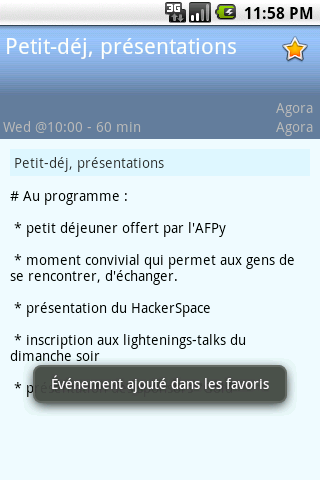 3G
11:58 PM
Petit-déj, présentations
Agora
Wed @10:00 - 60 min
Agora
Petit-déj, présentations
# Au programme :
* petit déjeuner offert par l'AFPy
* moment convivial qui permet aux gens de
se rencontrer, d'échanger.
* présentation du HackerSpace
* inscription aux lightenings-talks du
dimanche soir
Événement ajouté dans les favoris